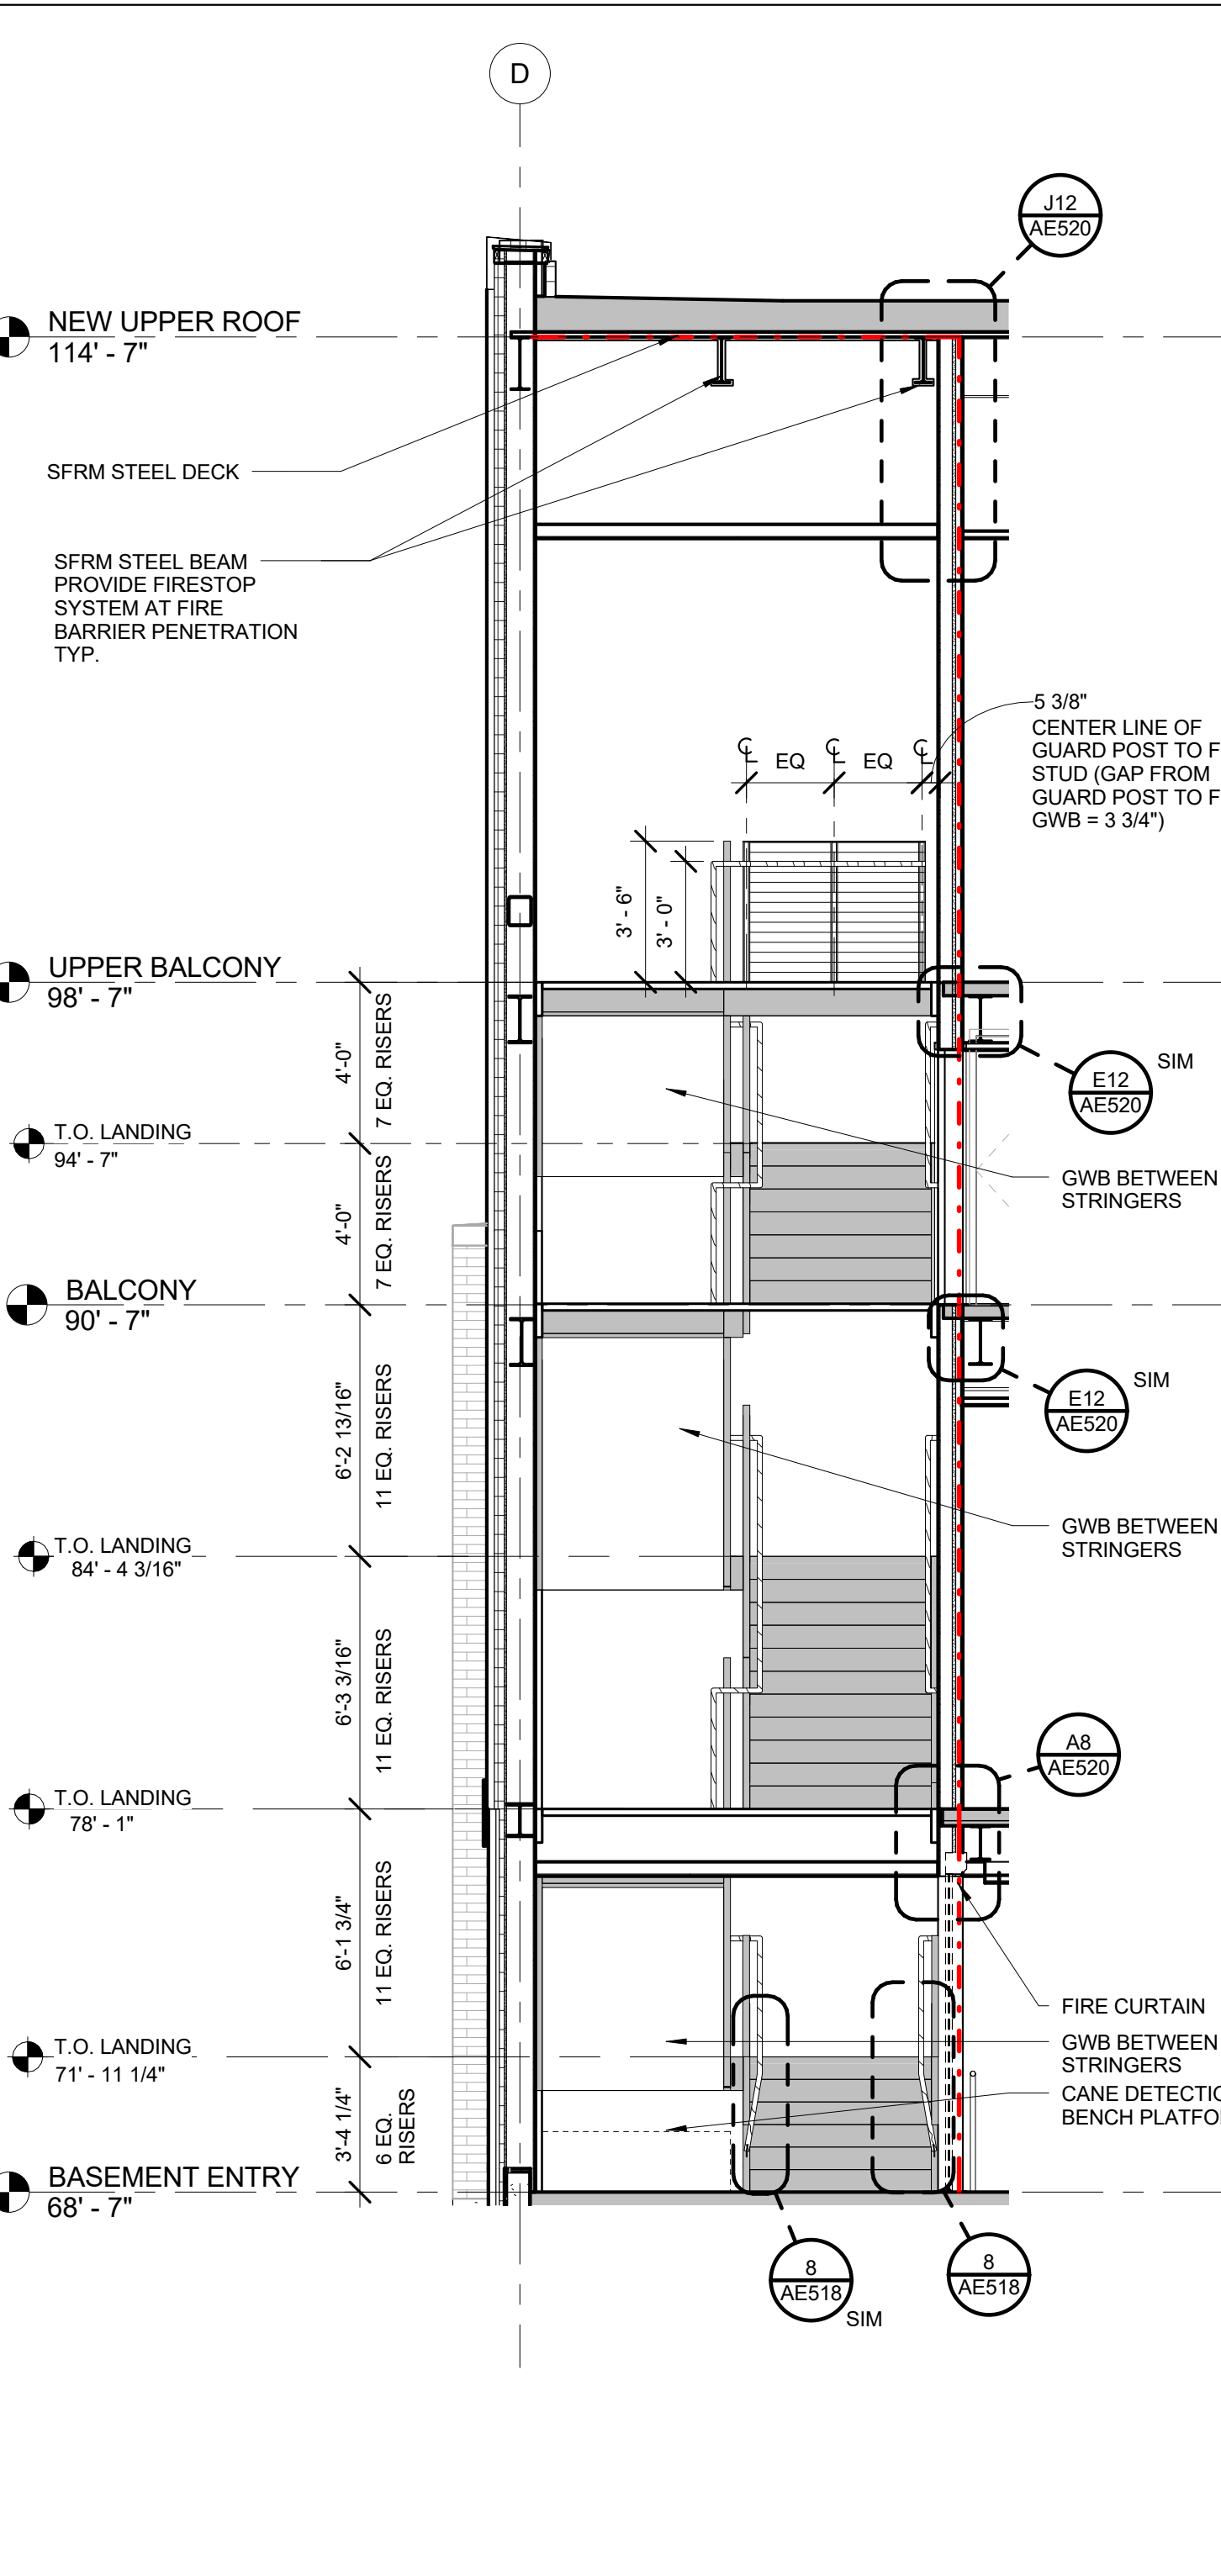 D
J12
AE520
NEW UPPER ROOF
114' - 7"
SFRM STEEL DECK
SFRM STEEL BEAM
PROVIDE FIRESTOP
SYSTEM AT FIRE
BARRIER PENETRATION
TYP.
5 3/8"
CENTER LINE OF
GUARD POST TO F
STUD (GAP FROM
GUARD POST TO F
GWB = 3 3/4")
℄ EQ ℄ EQ ℄
3' - 6"
3' - 0"
UPPER BALCONY
98' - 7"
4'-0"
7 EQ. RISERS
SIM
E12
AE520
T.O. LANDING
94' - 7"
GWB BETWEEN
STRINGERS
4'-0"
7 EQ. RISERS
BALCONY
90' - 7"
SIM
E12
AE520
6'-2 13/16"
11 EQ. RISERS
GWB BETWEEN
STRINGERS
T.O. LANDING
84' - 4 3/16"
6'-3 3/16"
11 EQ. RISERS
A8
AE520
T.O. LANDING
78' - 1"
6'-1 3/4"
11 EQ. RISERS
FIRE CURTAIN
GWB BETWEEN
STRINGERS
CANE DETECTIO
BENCH PLATFO
T.O. LANDING
71' - 11 1/4"
3'-4 1/4"
6 EQ.
RISERS
BASEMENT ENTRY
68' - 7"
8
AE518
SIM
8
AE518